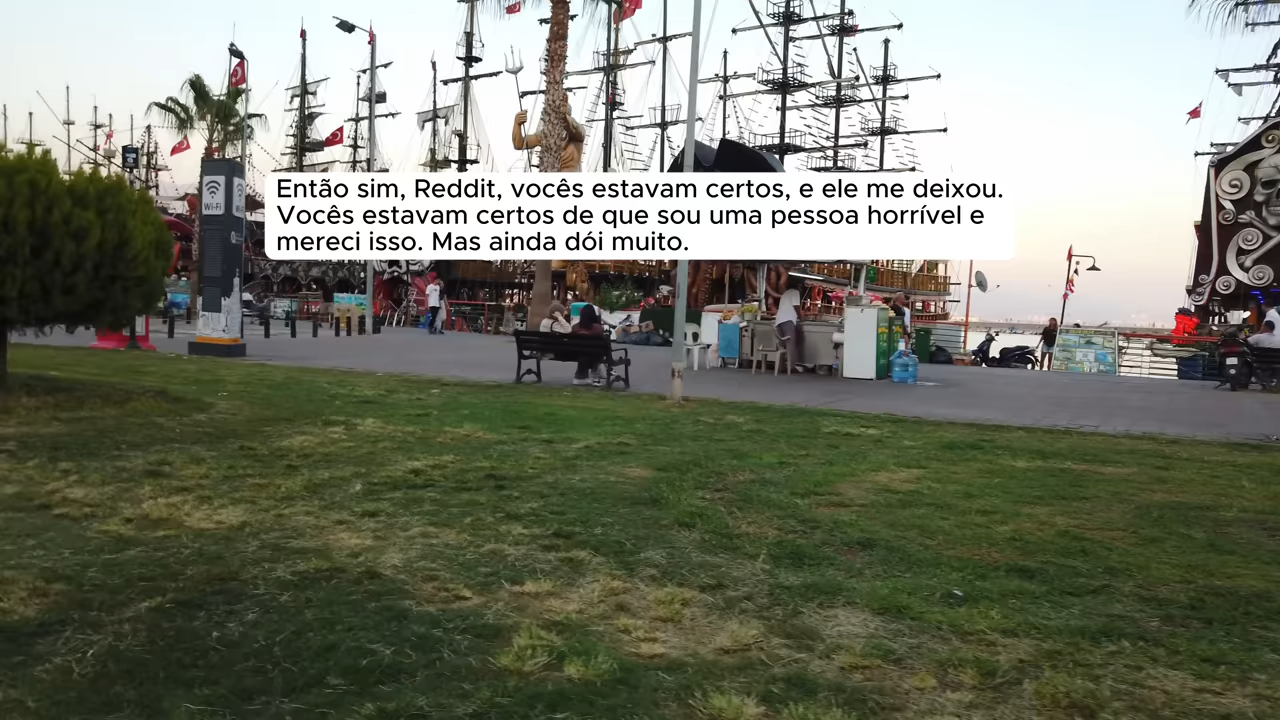 Wi-Fi
Então sim, Reddit, vocês estavam certos, e ele me deixou.
Vocês estavam certos de que sou uma pessoa horrível e
mereci isso. Mas ainda dói muito.